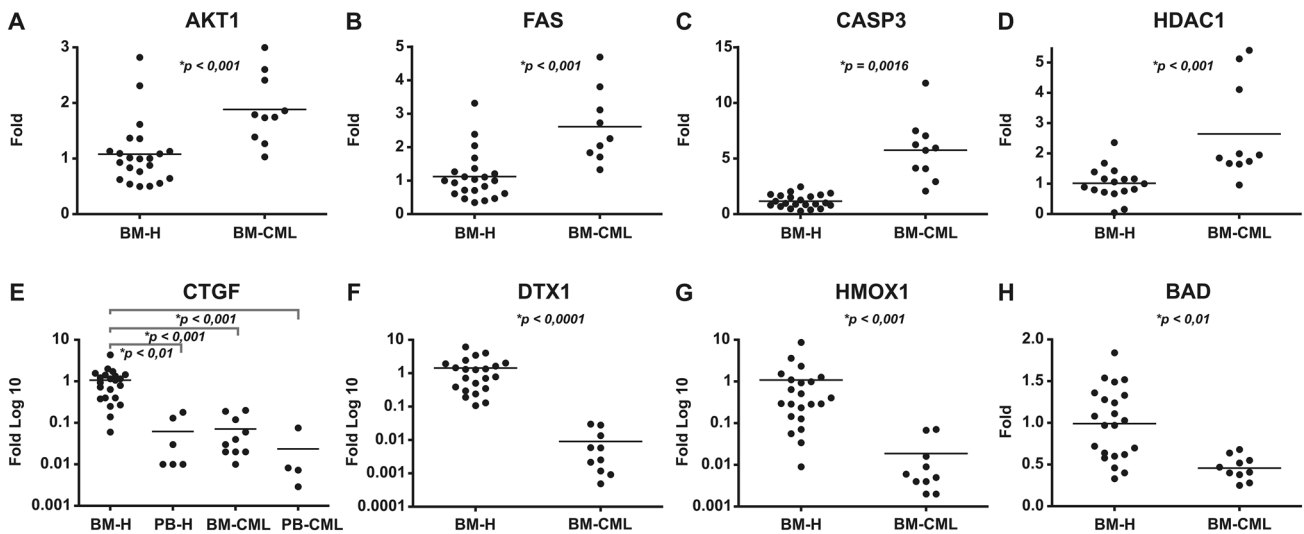 A AKT1
*p < 0,001
Fold
3
2
1
0
BM-H BM-CML
B FAS
*p < 0,001
Fold
5
4
3
2
1
0
BM-H BM-CML
C CASP3
*p = 0,0016
Fold
15
10
5
0
BM-H BM-CML
D HDAC1
*p < 0,001
Fold
5
4
3
2
1
0
BM-H BM-CML
E CTGF
*p < 0,001
*p < 0,001
*p < 0,01
Fold Log 10
10
1
0.1
0.01
0.001
BM-H PB-H BM-CML PB-CML
F DTX1
*p < 0,0001
Fold Log 10
10
1
0.1
0.01
0.001
0.0001
BM-H BM-CML
G HMOX1
*p < 0,001
Fold Log 10
10
1
0.1
0.01
0.001
BM-H BM-CML
H BAD
*p < 0,01
Fold
2.0
1.5
1.0
0.5
0.0
BM-H BM-CML